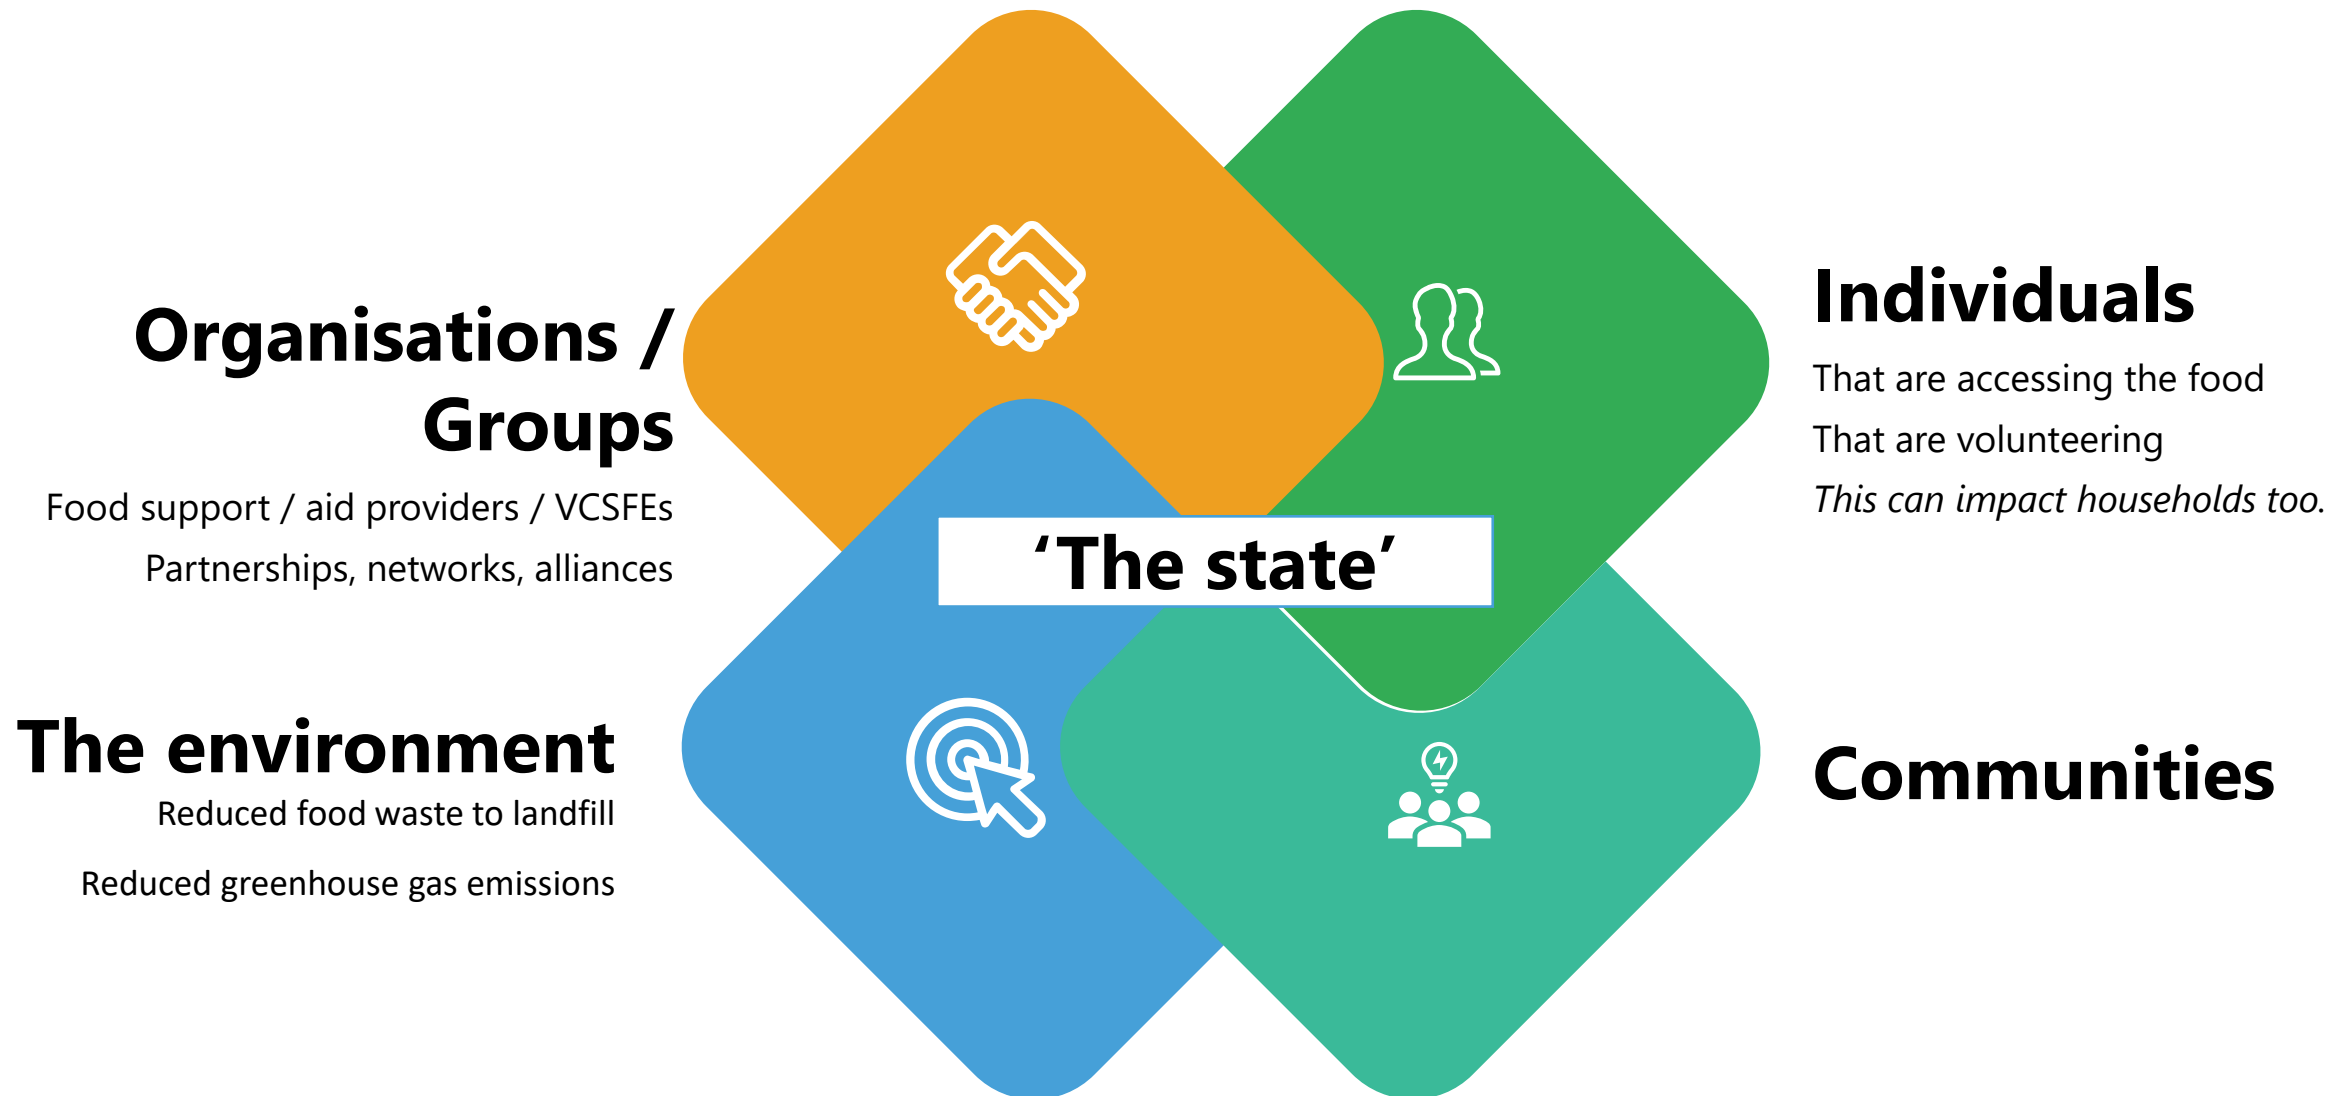 Organisations /
Groups
Food support / aid providers / VCSFEs
Partnerships, networks, alliances
Individuals
That are accessing the food
That are volunteering
This can impact households too.
‘The state’
The environment
Reduced food waste to landfill
Reduced greenhouse gas emissions
Communities